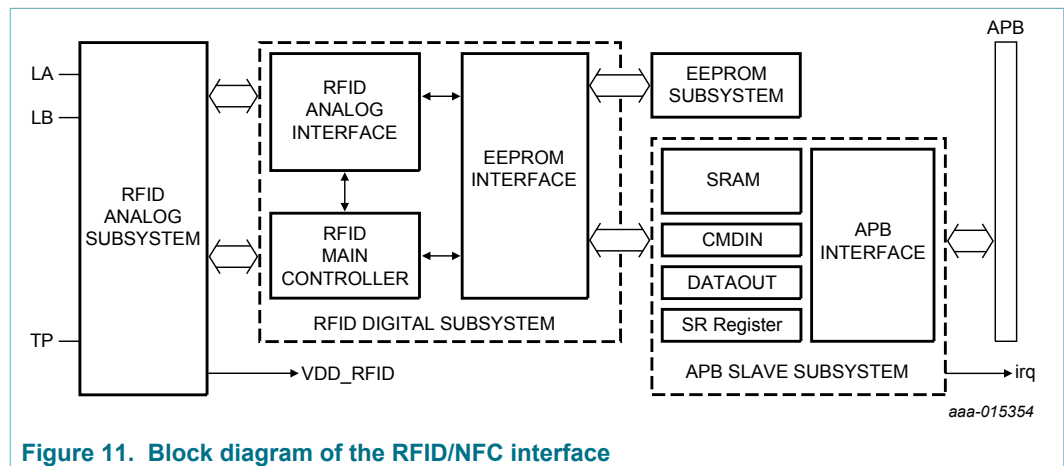 APB
LA
LB
TP
RFID
ANALOG
SUBSYSTEM
RFID
ANALOG
INTERFACE
RFID
MAIN
CONTROLLER
EEPROM
INTERFACE
RFID DIGITAL SUBSYSTEM
VDD_RFID
EEPROM
SUBSYSTEM
SRAM
CMDIN
DATAOUT
SR Register
APB
INTERFACE
APB SLAVE SUBSYSTEM
irq
aaa-015354
Figure 11. Block diagram of the RFID/NFC interface